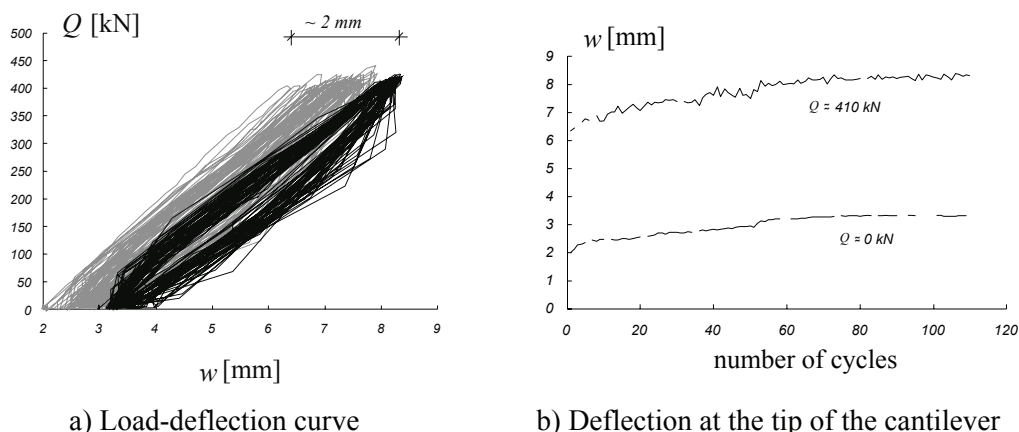 Q [kN]
~ 2 mm
500
450
400
350
300
250
200
150
100
50
0
2 3 4 5 6 7 8 9
w [mm]
a) Load-deflection curve
w [mm]
9
8
7
6
5
4
3
2
1
0
Q = 410 kN
Q = 0 kN
0 20 40 60 80 100 120
number of cycles
b) Deflection at the tip of the cantilever